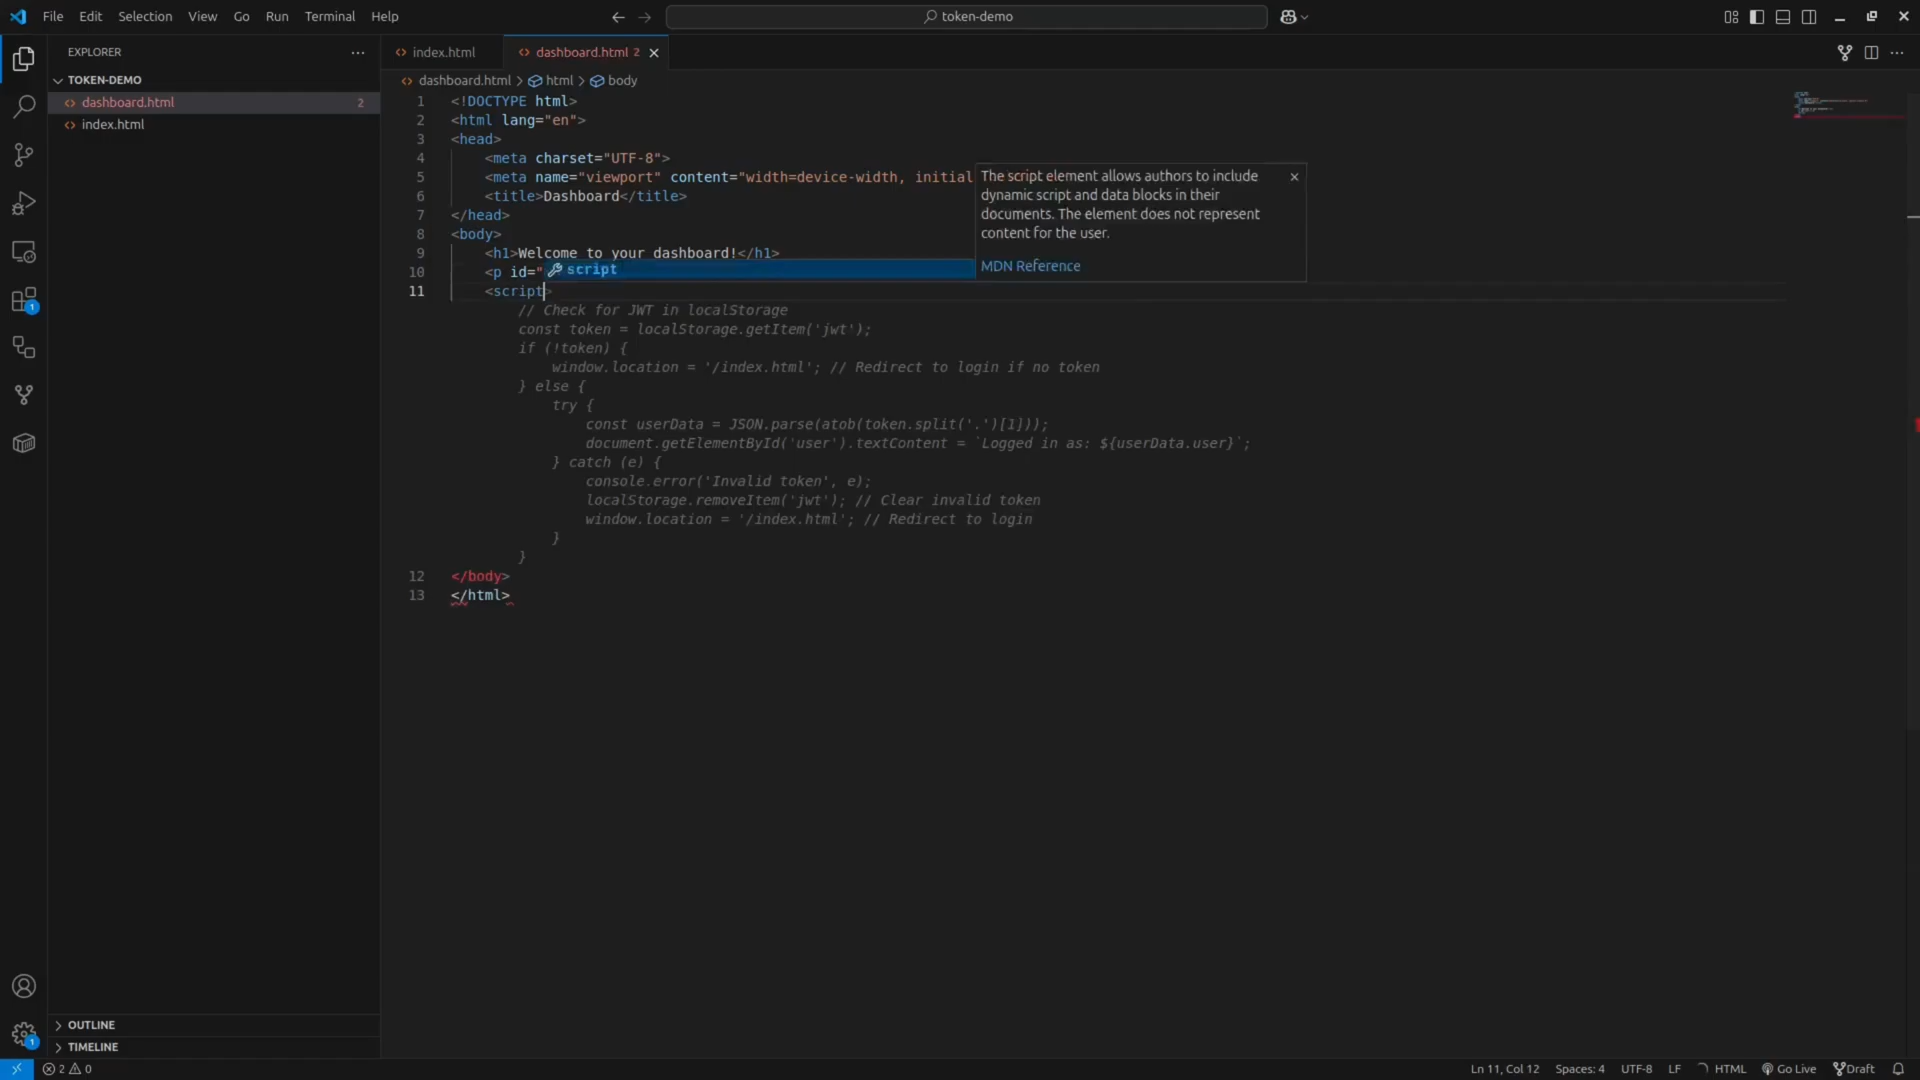 File Edit Selection View Go Run Terminal Help
token-demo
EXPLORER
TOKEN-DEMO
dashboard.html 2
index.html
OUTLINE
TIMELINE
index.html
dashboard.html 2
dashboard.html > html > body
1 <!DOCTYPE html>
2 <html lang="en">
3 <head>
4 <meta charset="UTF-8">
5 <meta name="viewport" content="width=device-width, initial
6 <title>Dashboard</title>
7 </head>
8 <body>
9 <h1>Welcome to your dashboard!</h1>
10 <p id="
script
The script element allows authors to include
dynamic script and data blocks in their
documents. The element does not represent
content for the user.
MDN Reference
11 <script>
// Check for JWT in localStorage
const token = localStorage.getItem('jwt');
if (!token) {
window.location = '/index.html'; // Redirect to login if no token
} else {
try {
const userData = JSON.parse(atob(token.split('.')[1]));
document.getElementById('user').textContent = `Logged in as: ${userData.user}`;
} catch (e) {
console.error('Invalid token', e);
localStorage.removeItem('jwt'); // Clear invalid token
window.location = '/index.html'; // Redirect to login
}
}
12 </body>
13 </html>
1
1
2 0
Ln 11, Col 12 Spaces: 4 UTF-8 LF HTML Go Live Draft